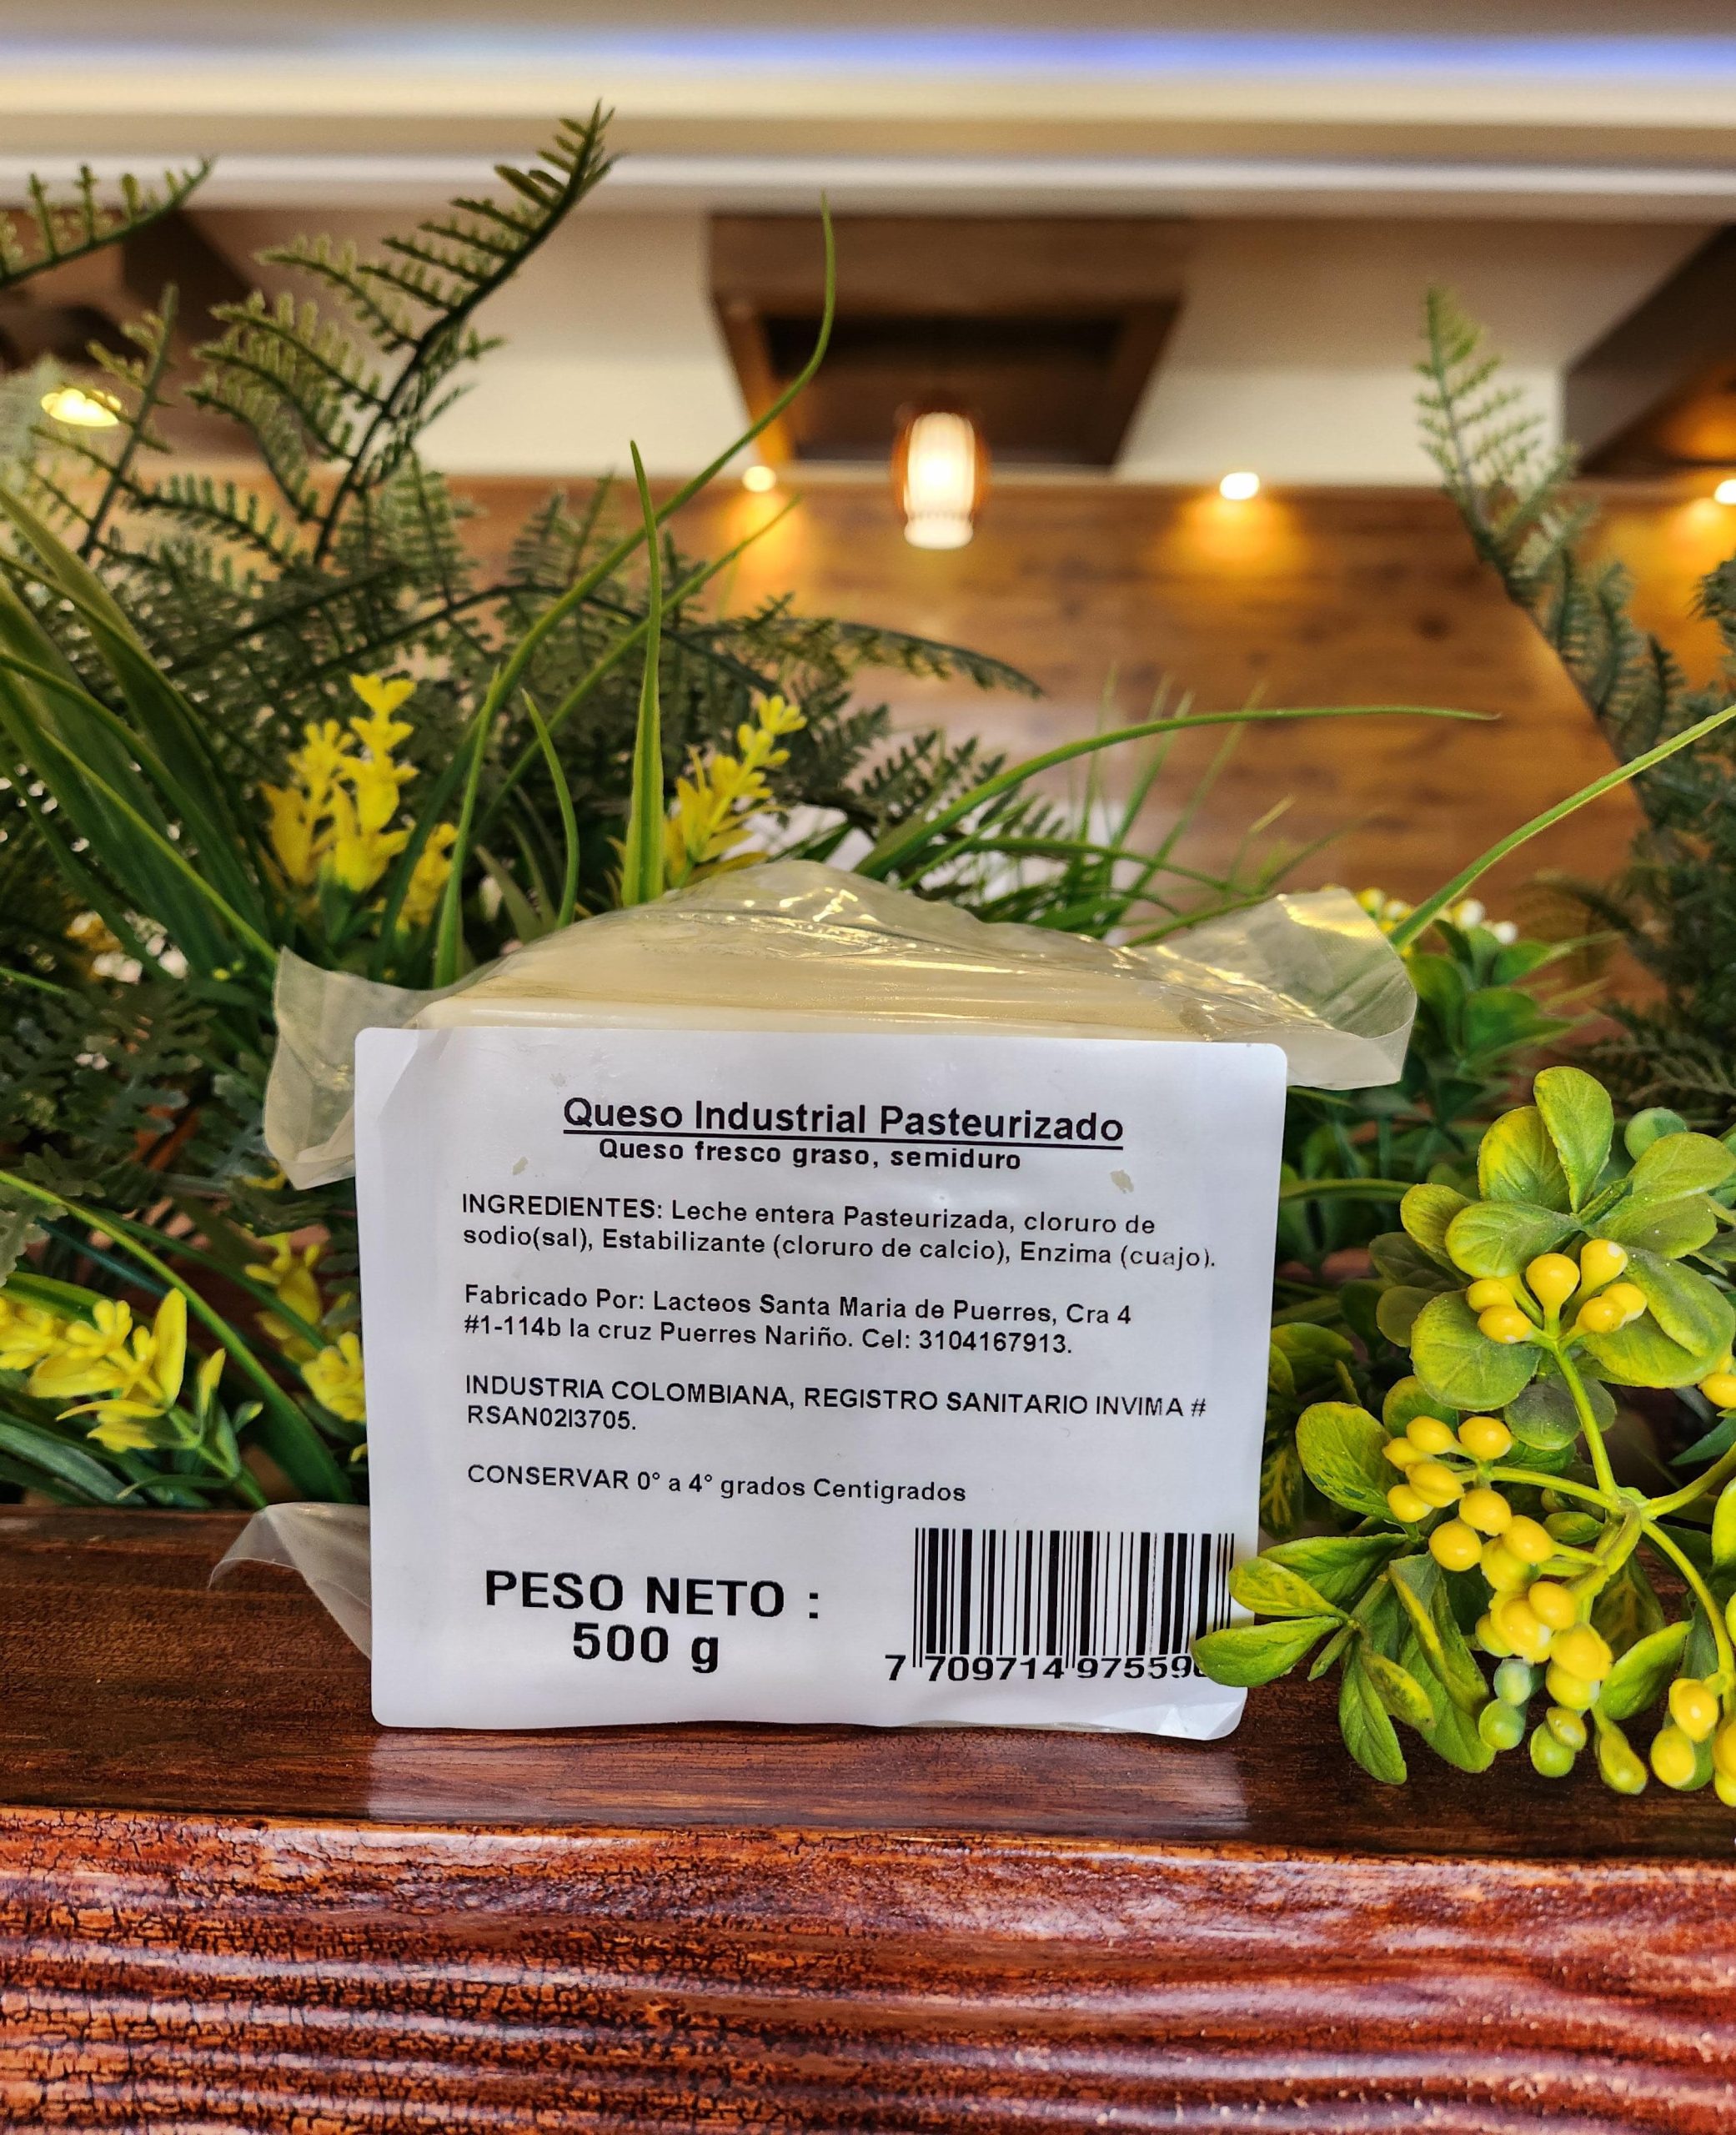 Queso Industrial Pasteurizado
Queso fresco graso, semiduro
INGREDIENTES: Leche entera Pasteurizada, cloruro de
sodio(sal), Estabilizante (cloruro de calcio), Enzima (cuajo).
Fabricado Por: Lacteos Santa Maria de Puerres, Cra 4
#1-114b la cruz Puerres Nariño. Cel: 3104167913.
INDUSTRIA COLOMBIANA, REGISTRO SANITARIO INVIMA #
RSAN02I3705.
CONSERVAR 0° a 4° grados Centigrados
PESO NETO :
500 g
7 709714